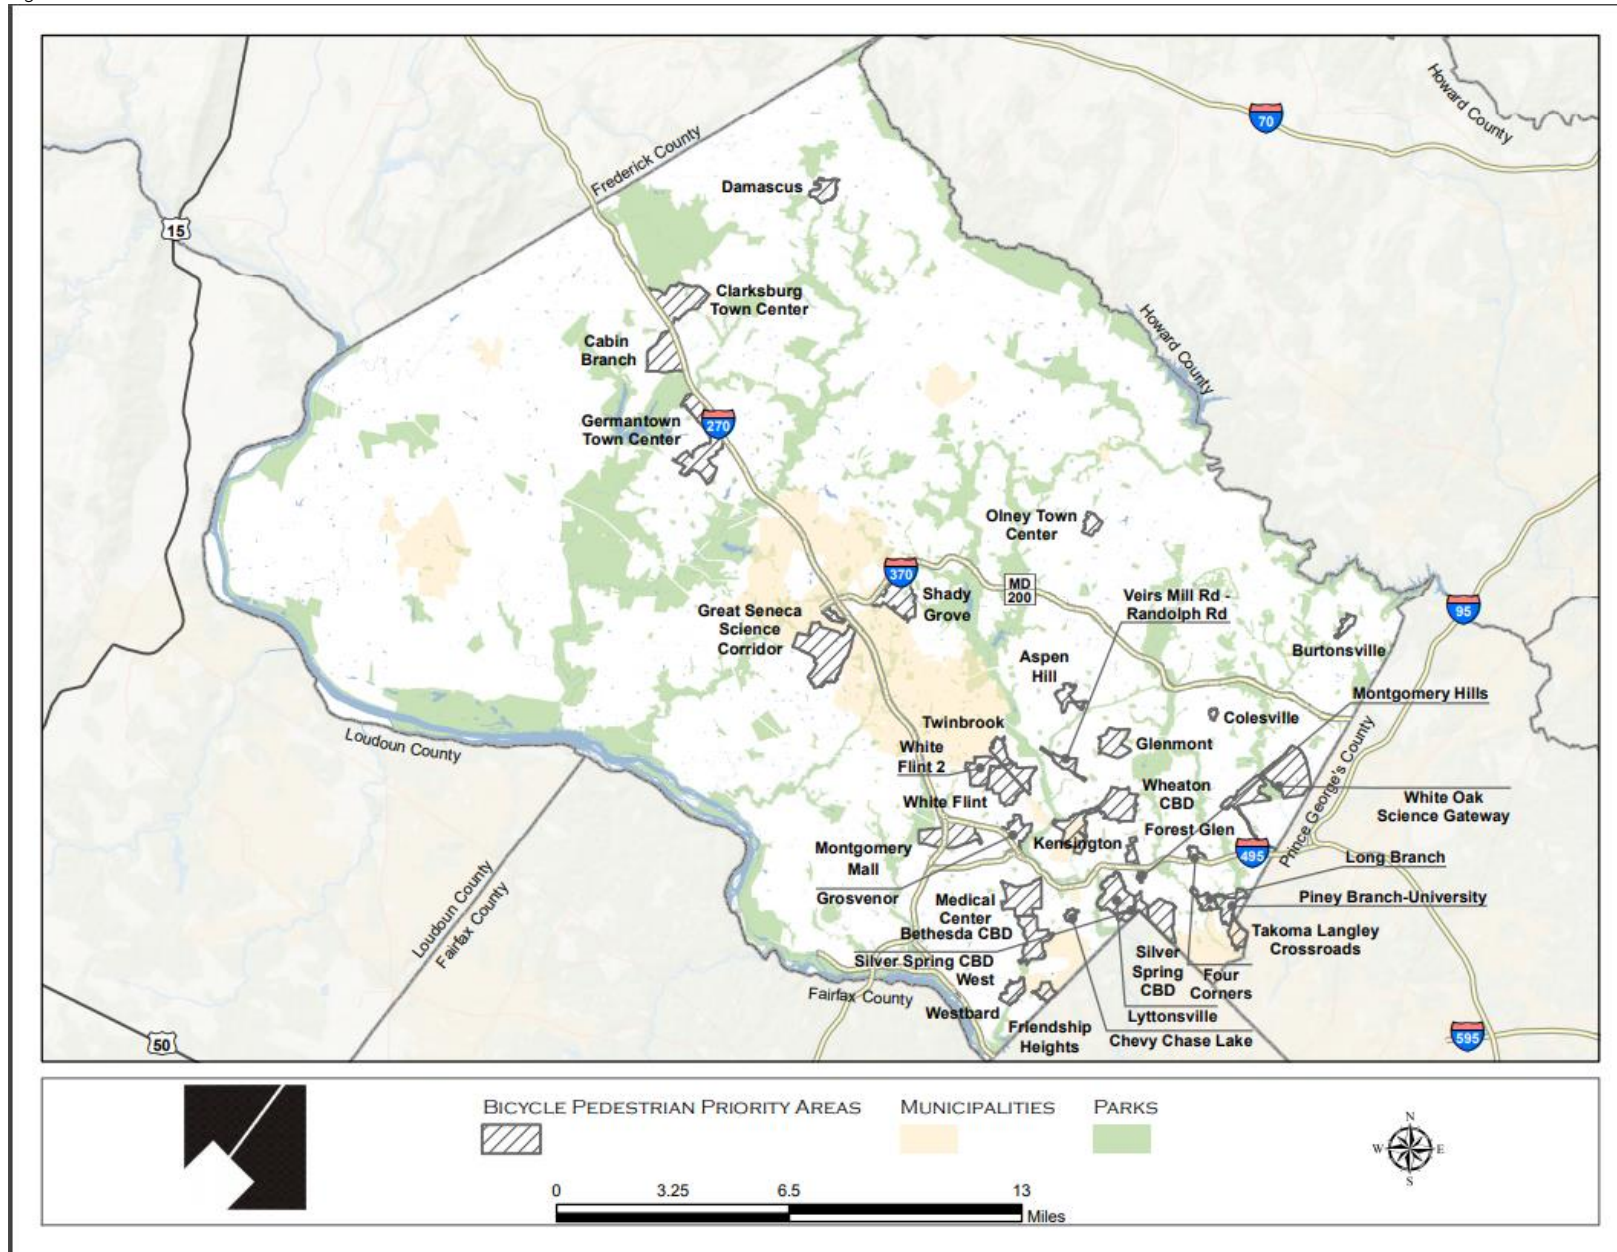 Howard County
70
Frederick County
Damascus
15
Clarksburg
Town Center
Howard County
Cabin
Branch
Germantown
Town Center
270
Olney Town
Center
370
MD
200
Shady
Grove
Veirs Mill Rd -
Randolph Rd
95
Great Seneca
Science
Corridor
Burtonsville
Aspen
Hill
Montgomery Hills
Colesville
Twinbrook
Loudoun County
Glenmont
White
Flint 2
Prince George's County
Wheaton
CBD
White Flint
White Oak
Science Gateway
Forest Glen
Kensington
Montgomery
Mall
495
Long Branch
Grosvenor
Medical
Center
Piney Branch-University
Loudoun County
Fairfax County
Bethesda CBD
Takoma Langley
Crossroads
Silver Spring CBD
West
Silver
Spring
CBD
Four
Corners
Fairfax County
Westbard
Lyttonsville
Friendship
Heights
Chevy Chase Lake
50
595
BICYCLE PEDESTRIAN PRIORITY AREAS
MUNICIPALITIES
PARKS
N
W E
S
0 3.25 6.5 13
Miles